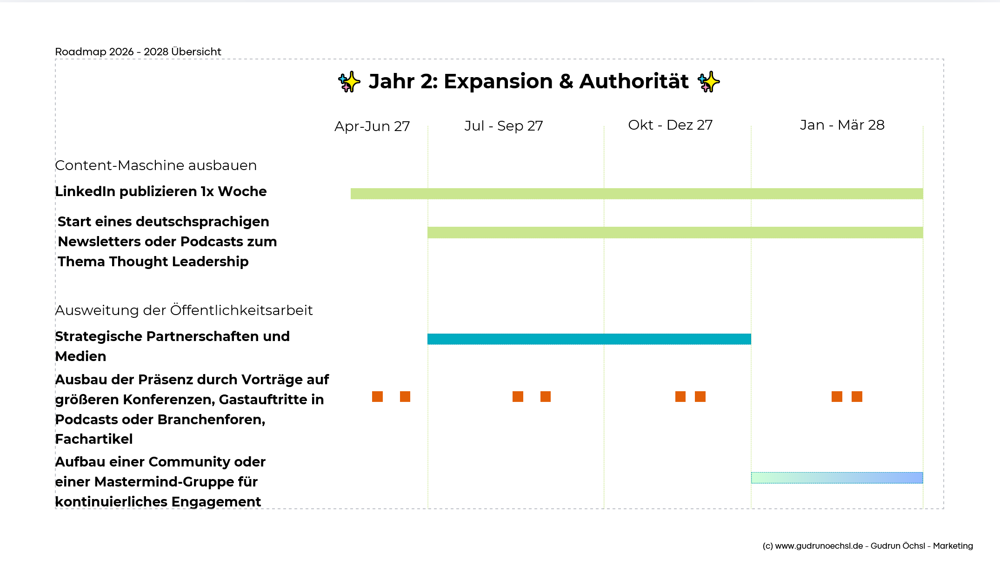 Roadmap 2026 - 2028 Übersicht
Jahr 2: Expansion & Authorität
Apr-Jun 27
Jul - Sep 27
Okt - Dez 27
Jan - Mär 28
Content-Maschine ausbauen
LinkedIn publizieren 1x Woche
Start eines deutschsprachigen
Newsletters oder Podcasts zum
Thema Thought Leadership
Ausweitung der Öffentlichkeitsarbeit
Strategische Partnerschaften und
Medien
Ausbau der Präsenz durch Vorträge auf
größeren Konferenzen, Gastauftritte in
Podcasts oder Branchenforen,
Fachartikel
Aufbau einer Community oder
einer Mastermind-Gruppe für
kontinuierliches Engagement
(c) www.gudrunoechsl.de - Gudrun Öchsl - Marketing